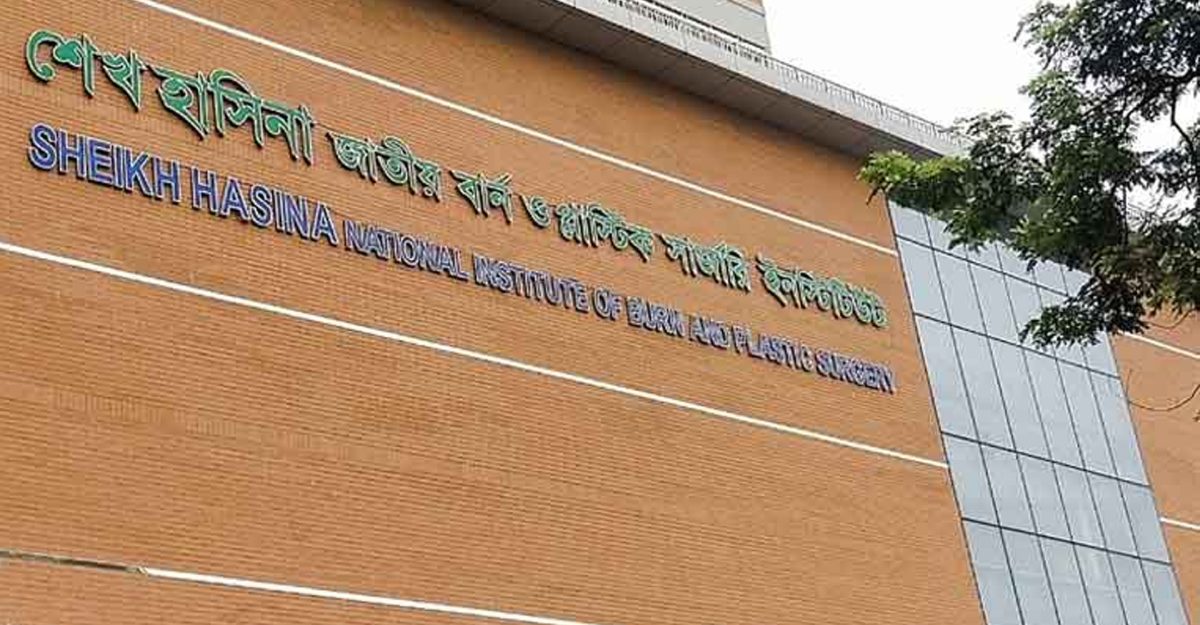 শেখ হাসিনা জাতীয় বার্ন ও প্লাস্টিক সার্জারি ইনস্টিটিউট
SHEIKH HASINA NATIONAL INSTITUTE OF BURN AND PLASTIC SURGERY